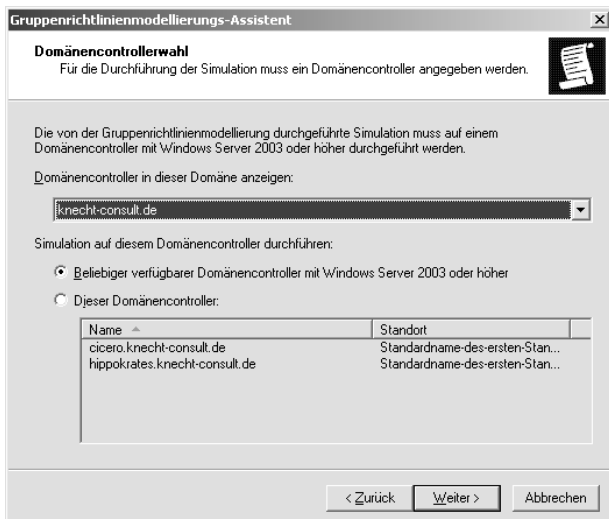 Gruppenrichtlinienmodellierungs-Assistent
Domänencontrollerwahl
Für die Durchführung der Simulation muss ein Domänencontroller angegeben werden.
Die von der Gruppenrichtlinienmodellierung durchgeführte Simulation muss auf einem
Domänencontroller mit Windows Server 2003 oder höher durchgeführt werden.
Domänencontroller in dieser Domäne anzeigen:
knecht-consult.de
Simulation auf diesem Domänencontroller durchführen:
Beliebiger verfügbarer Domänencontroller mit Windows Server 2003 oder höher
Dieser Domänencontroller:
Name Standort
cicero.knecht-consult.de Standardname-des-ersten-Stan...
hippokrates.knecht-consult.de Standardname-des-ersten-Stan...
< Zurück Weiter > Abbrechen